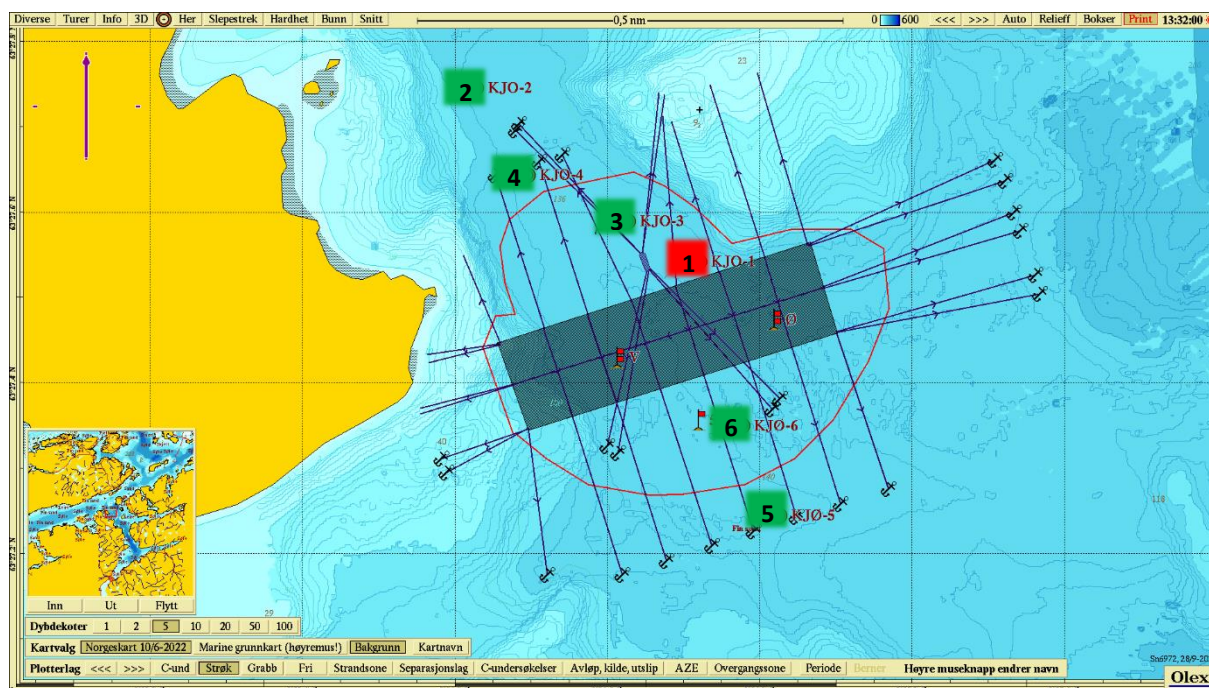 Diverse Turer Info 3D Her Slepestrek Hardhet Bunn Snitt 0,5 nm 0 600 <<< >>> Auto Relieff Bokser Print 13:32:00
23
2 KJO-2
9½
4 KJO-4
136
3 KJO-3
1 KJO-1
Ø
V
40
6 KJØ-6
5 KJØ-5
110
29
Inn Ut Flytt
Dybdekoter 1 2 5 10 20 50 100
Kartvalg Norgeskart 10/6-2022 Marine grunnkart (høyremus!) Bakgrunn Kartnavn
Plotterlag <<< >>> C-und Strøk Grabb Fri Strandsone Separasjonslag C-undersøkelser Avløp, kilde, utslip AZE Overgangssone Periode Berner Høyre museknapp endrer navn
Olex